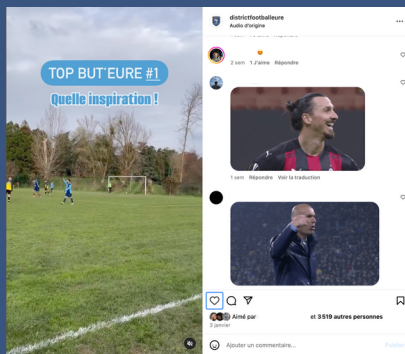 TOP BUT'EURE #1
Quelle inspiration !
districtfootballeure
Audio d'origine
2 sem 1 J'aime Répondre
1 sem Répondre Voir la traduction
Aimé par et 3 519 autres personnes
5 janvier
Ajouter un commentaire...
Publier